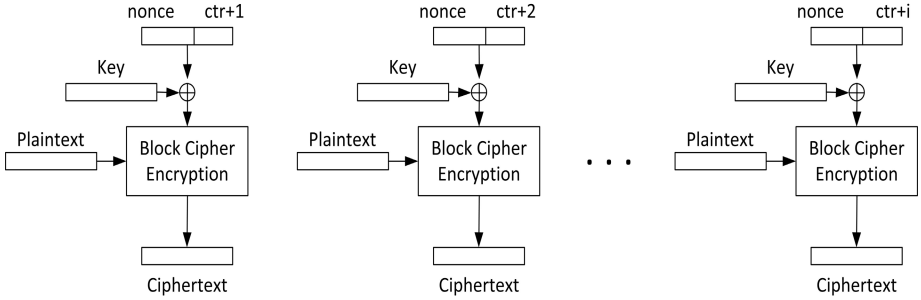 nonce ctr+1
Key
Plaintext
Block Cipher
Encryption
Ciphertext
nonce ctr+2
Key
Plaintext
Block Cipher
Encryption
Ciphertext
. . .
nonce ctr+i
Key
Plaintext
Block Cipher
Encryption
Ciphertext